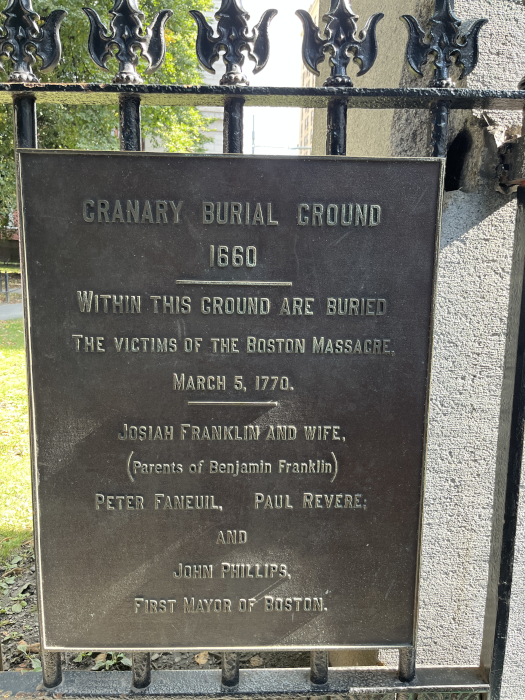 GRANARY BURIAL GROUND
1660
WITHIN THIS GROUND ARE BURIED
THE VICTIMS OF THE BOSTON MASSACRE,
MARCH 5, 1770.
JOSIAH FRANKLIN AND WIFE,
(Parents of Benjamin Franklin)
PETER FANEUIL, PAUL REVERE;
AND
JOHN PHILLIPS,
FIRST MAYOR OF BOSTON.